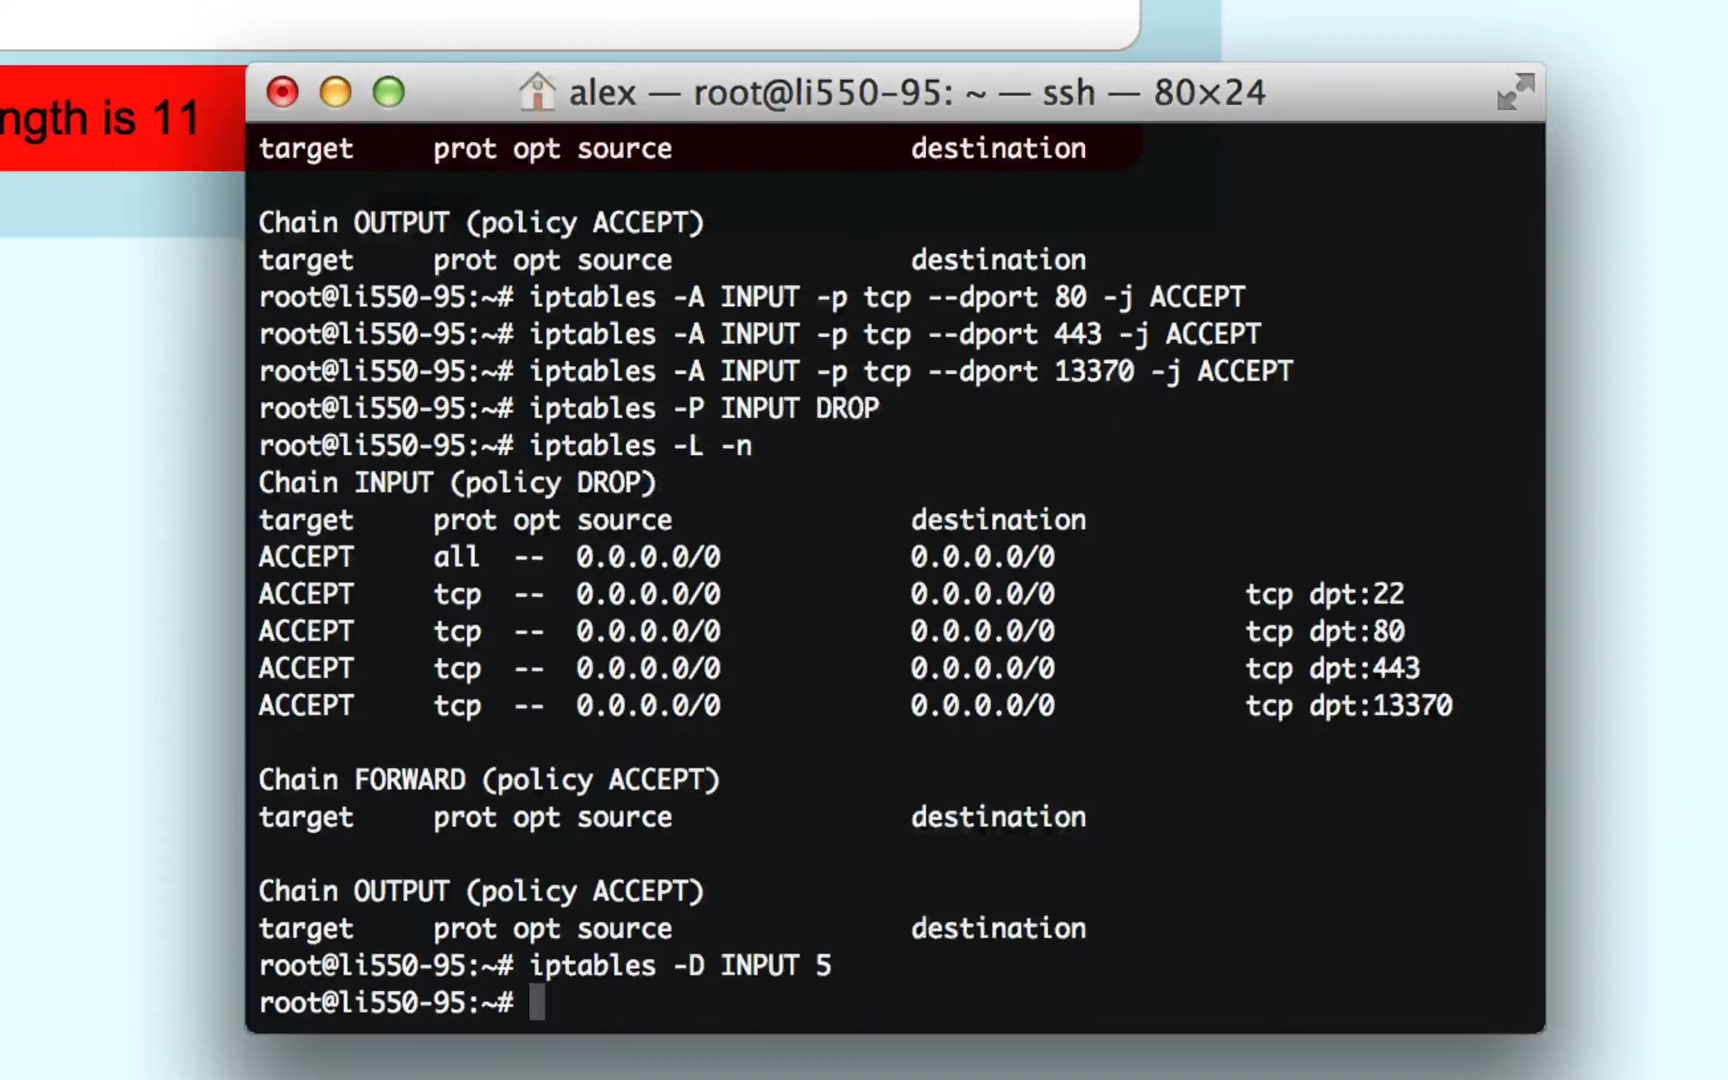 ngth is 11
alex — root@li550-95: ~ — ssh — 80×24
target prot opt source destination
Chain OUTPUT (policy ACCEPT)
target prot opt source destination
root@li550-95:~# iptables -A INPUT -p tcp --dport 80 -j ACCEPT
root@li550-95:~# iptables -A INPUT -p tcp --dport 443 -j ACCEPT
root@li550-95:~# iptables -A INPUT -p tcp --dport 13370 -j ACCEPT
root@li550-95:~# iptables -P INPUT DROP
root@li550-95:~# iptables -L -n
Chain INPUT (policy DROP)
target prot opt source destination
ACCEPT all -- 0.0.0.0/0 0.0.0.0/0
ACCEPT tcp -- 0.0.0.0/0 0.0.0.0/0 tcp dpt:22
ACCEPT tcp -- 0.0.0.0/0 0.0.0.0/0 tcp dpt:80
ACCEPT tcp -- 0.0.0.0/0 0.0.0.0/0 tcp dpt:443
ACCEPT tcp -- 0.0.0.0/0 0.0.0.0/0 tcp dpt:13370
Chain FORWARD (policy ACCEPT)
target prot opt source destination
Chain OUTPUT (policy ACCEPT)
target prot opt source destination
root@li550-95:~# iptables -D INPUT 5
root@li550-95:~#